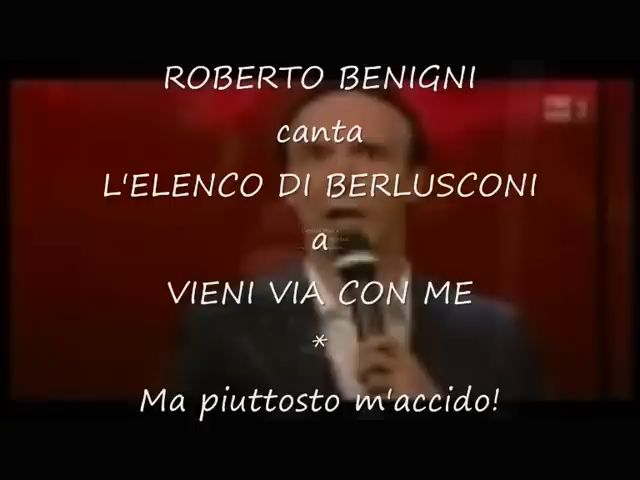 ROBERTO BENIGNI
canta
L'ELENCO DI BERLUSCONI
a
VIENI VIA CON ME
*
Ma piuttosto m'accido!